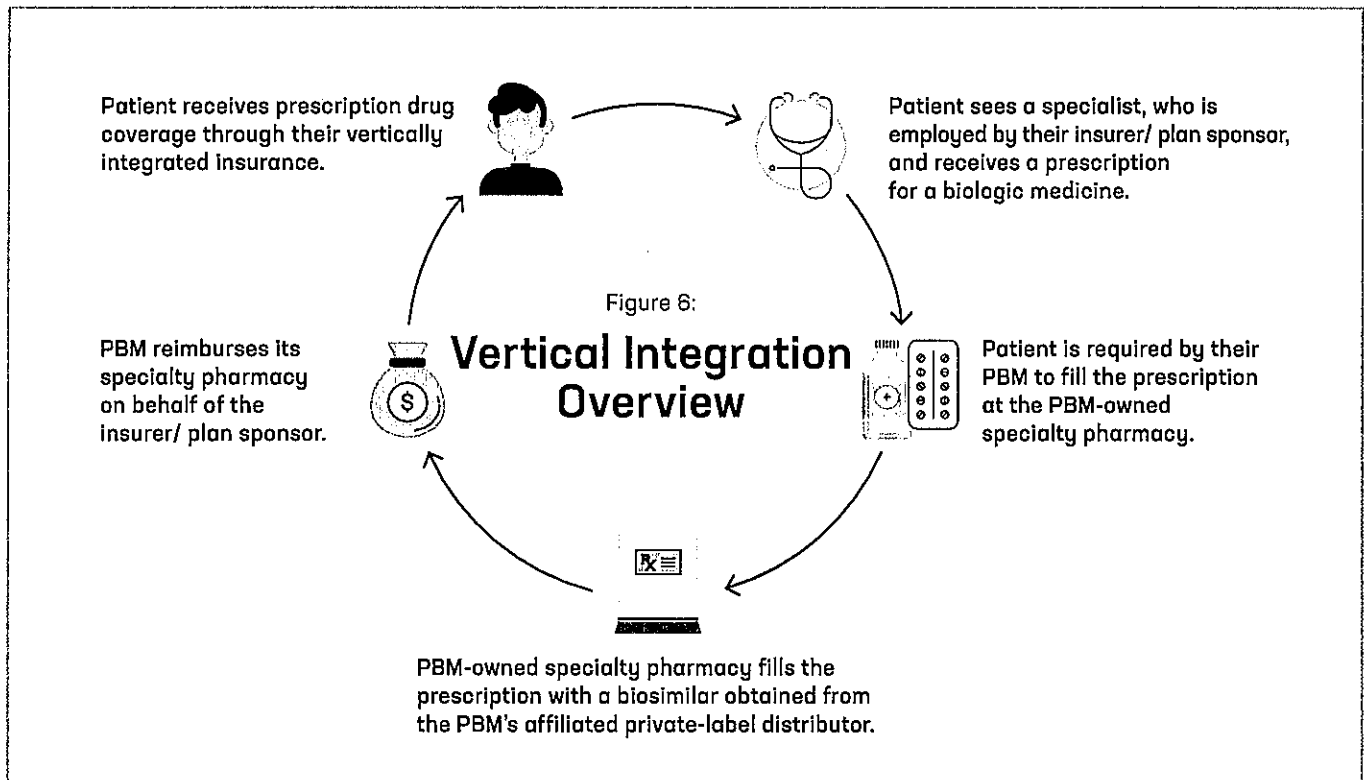 Patient receives prescription drug
coverage through their vertically
integrated insurance.
Patient sees a specialist, who is
employed by their insurer/ plan sponsor,
and receives a prescription
for a biologic medicine.
Figure 6:
Vertical Integration
Overview
PBM reimburses its
specialty pharmacy
on behalf of the
insurer/ plan sponsor.
$
Patient is required by their
PBM to fill the prescription
at the PBM-owned
specialty pharmacy.
Rx
PBM-owned specialty pharmacy fills the
prescription with a biosimilar obtained from
the PBM's affiliated private-label distributor.